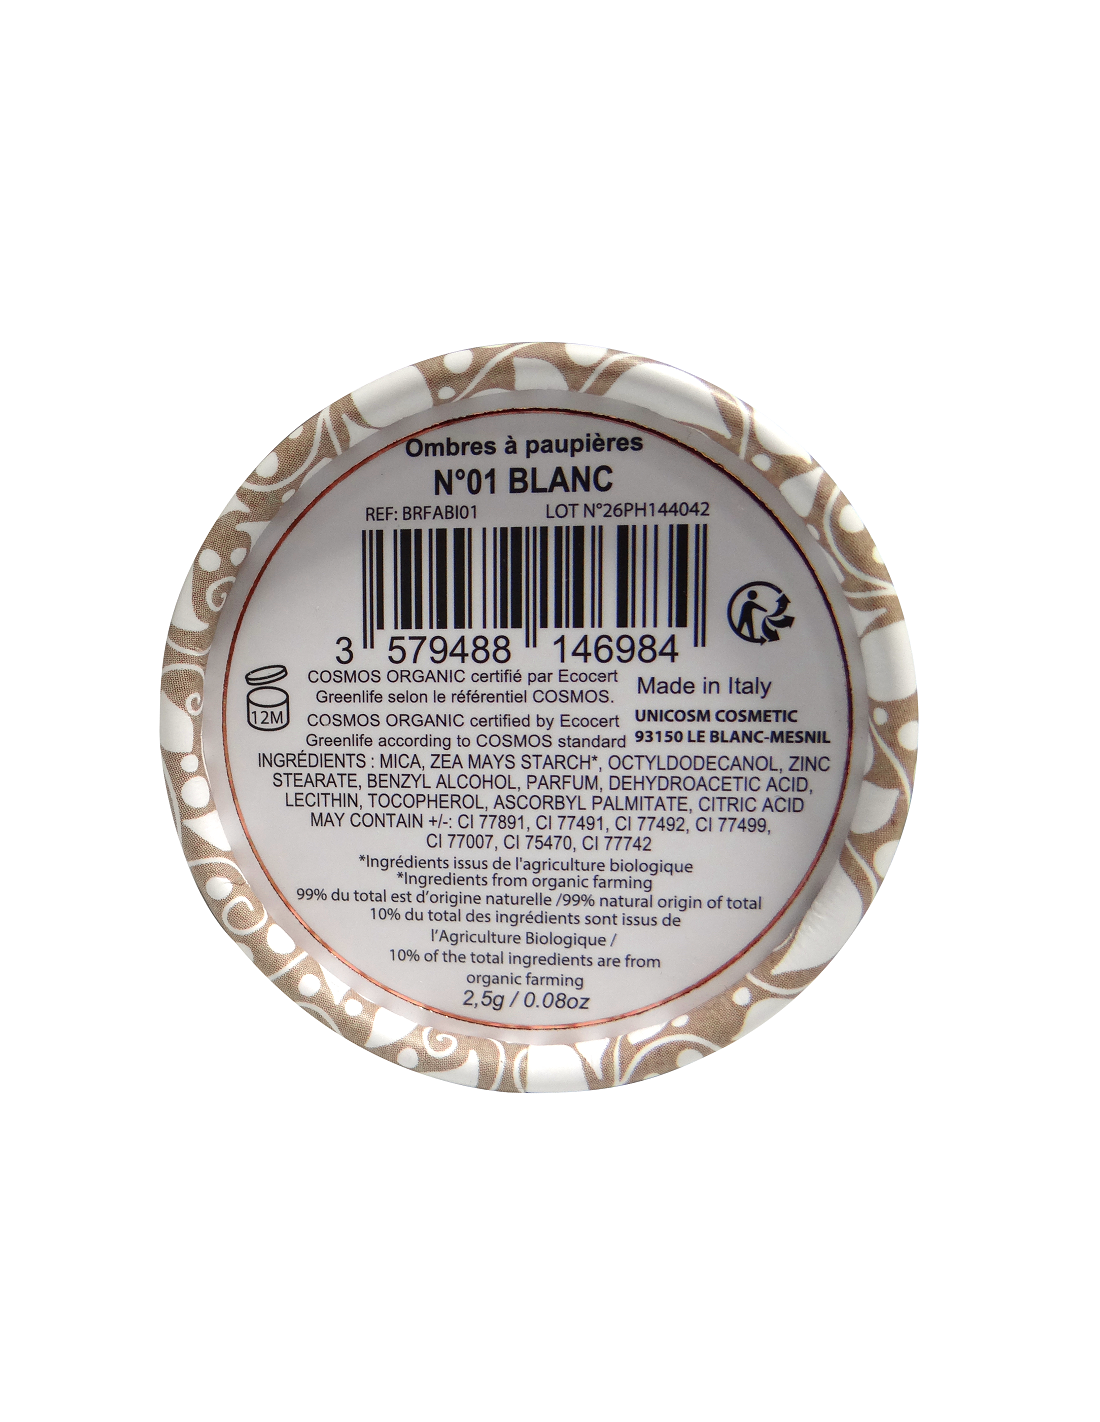 Ombres à paupières
N°01 BLANC
REF: BRFABI01 LOT N°26PH144042
3 579488 146984
COSMOS ORGANIC certifié par Ecocert
Greenlife selon le référentiel COSMOS.
COSMOS ORGANIC certified by Ecocert
Greenlife according to COSMOS standard
12M
Made in Italy
UNICOSM COSMETIC
93150 LE BLANC-MESNIL
INGRÉDIENTS : MICA, ZEA MAYS STARCH*, OCTYLDODECANOL, ZINC
STEARATE, BENZYL ALCOHOL, PARFUM, DEHYDROACETIC ACID,
LECITHIN, TOCOPHEROL, ASCORBYL PALMITATE, CITRIC ACID
MAY CONTAIN +/-: CI 77891, CI 77491, CI 77492, CI 77499,
CI 77007, CI 75470, CI 77742
*Ingrédients issus de l'agriculture biologique
*Ingredients from organic farming
99% du total est d'origine naturelle /99% natural origin of total
10% du total des ingrédients sont issus de
l'Agriculture Biologique /
10% of the total ingredients are from
organic farming
2,5g / 0.08oz